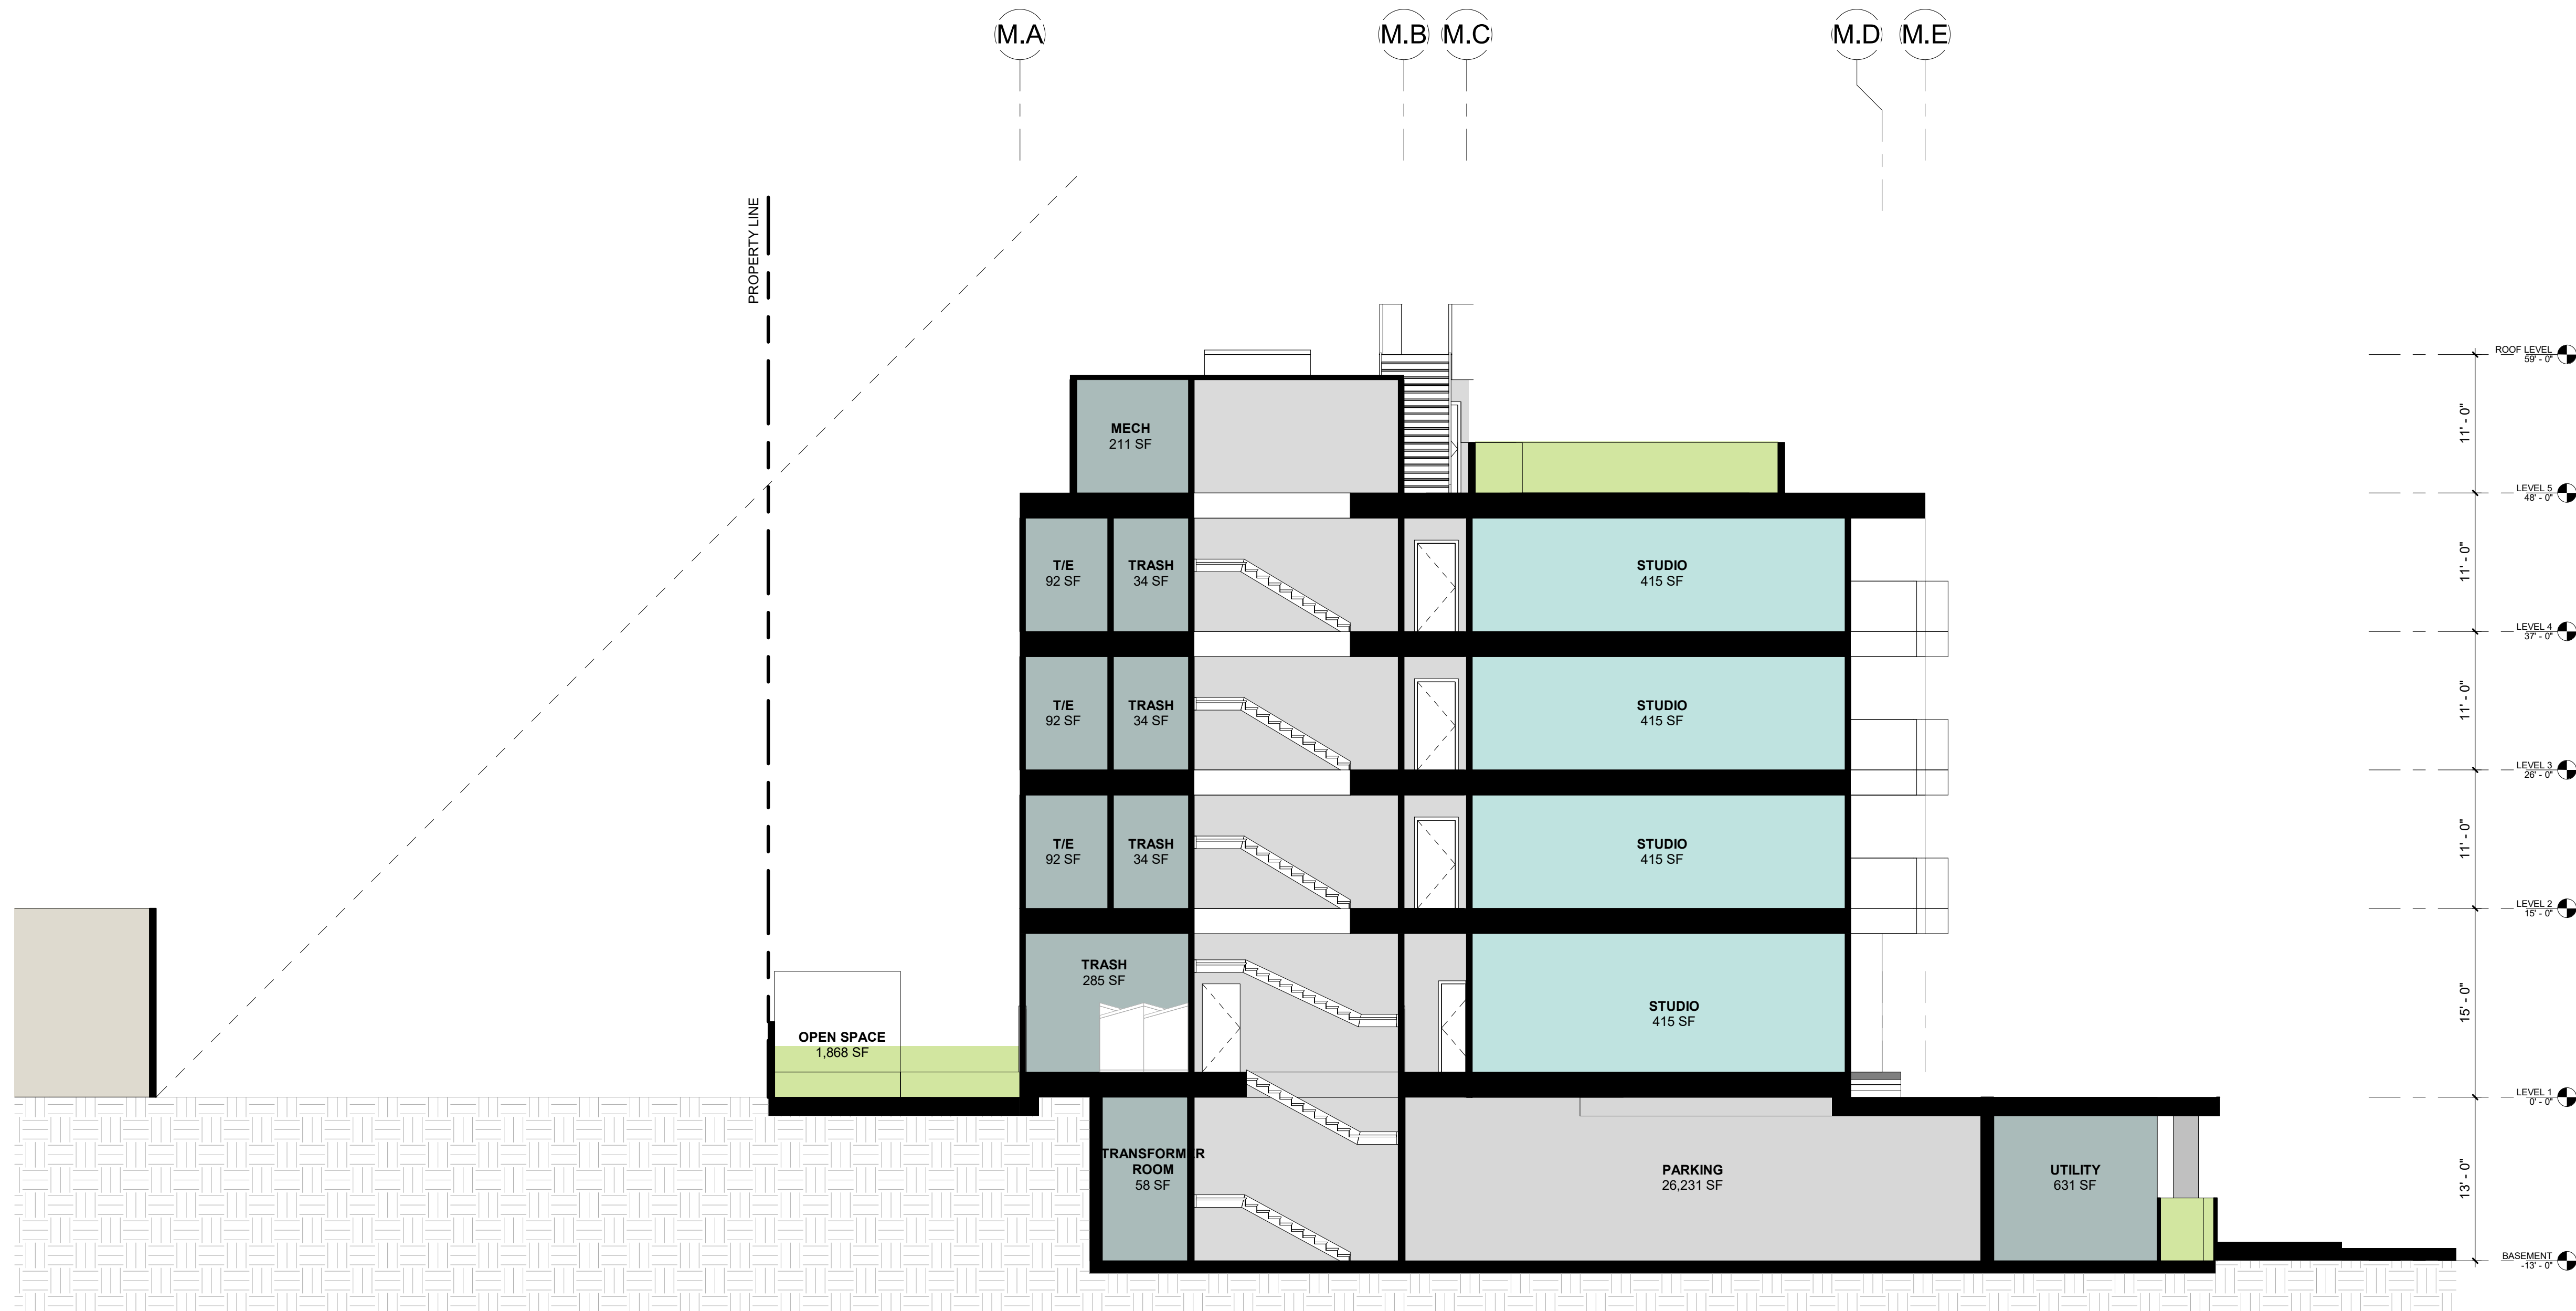 M.A
M.B
M.C
M.D
M.E
PROPERTY LINE
ROOF LEVEL
59' - 0"
11' - 0"
MECH
211 SF
LEVEL 5
48' - 0"
11' - 0"
T/E
92 SF
TRASH
34 SF
STUDIO
415 SF
LEVEL 4
37' - 0"
11' - 0"
T/E
92 SF
TRASH
34 SF
STUDIO
415 SF
LEVEL 3
26' - 0"
11' - 0"
T/E
92 SF
TRASH
34 SF
STUDIO
415 SF
LEVEL 2
15' - 0"
15' - 0"
TRASH
285 SF
STUDIO
415 SF
OPEN SPACE
1,868 SF
LEVEL 1
0' - 0"
13' - 0"
TRANSFORMER
ROOM
58 SF
PARKING
26,231 SF
UTILITY
631 SF
BASEMENT
-13' - 0"